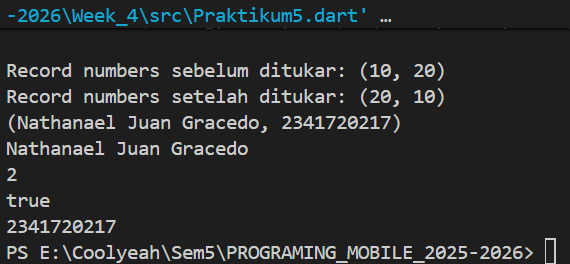 -2026\Week_4\src\Praktikum5.dart' …
Record numbers sebelum ditukar: (10, 20)
Record numbers setelah ditukar: (20, 10)
(Nathanael Juan Gracedo, 2341720217)
Nathanael Juan Gracedo
2
true
2341720217
PS E:\Coolyeah\Sem5\PROGRAMING_MOBILE_2025-2026>